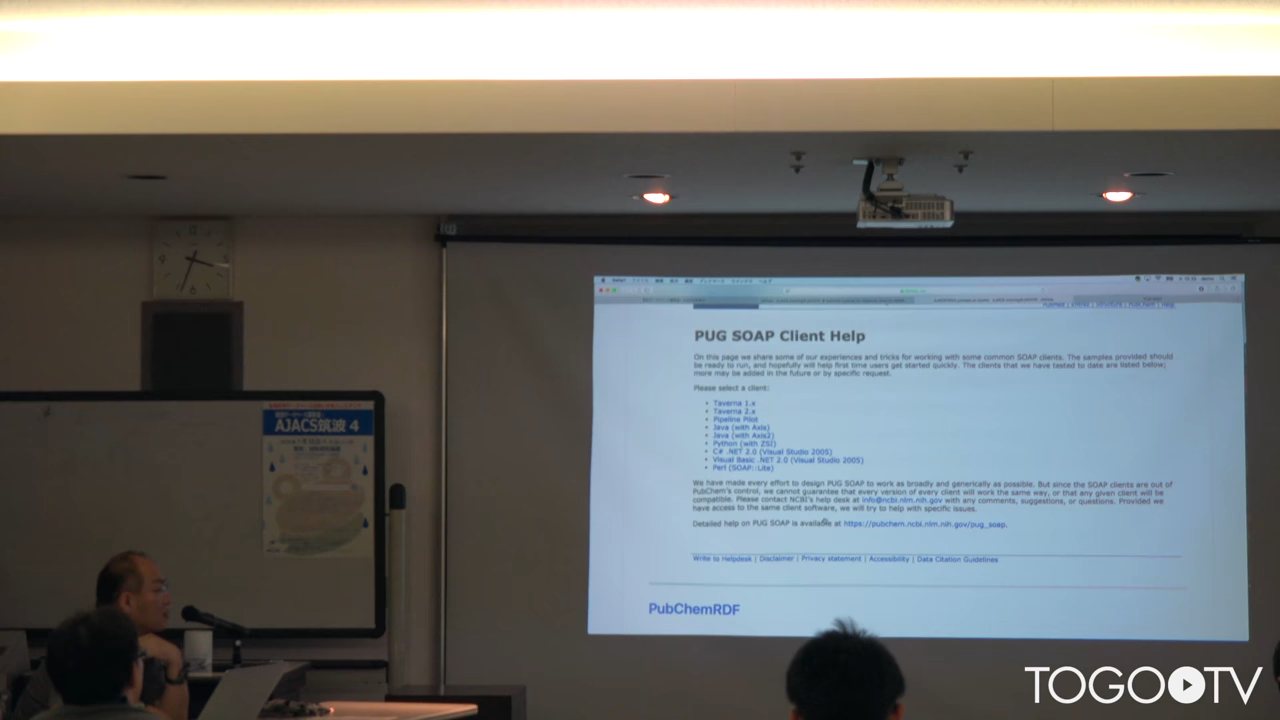 AJACS筑波 4
PUG SOAP Client Help
On this page we share some of our experiences and tricks for working with some common SOAP clients. The samples provided should
be ready to run, and hopefully will help first time users get started quickly. The clients that we have tested to date are listed below;
more may be added in the future or by specific request.
Please select a client:
• Taverna 1.x
• Taverna 2.x
• Pipeline Pilot
• Java (with Axis)
• Java (with Axis2)
• Python (with ZSI)
• C# .NET 2.0 (Visual Studio 2005)
• Visual Basic .NET 2.0 (Visual Studio 2005)
• Perl (SOAP::Lite)
We have made every effort to design PUG SOAP to work as broadly and generically as possible. But since the SOAP clients are out of
PubChem's control, we cannot guarantee that every version of every client will work the same way, or that any given client will be
compatible. Please contact NCBI's help desk at info@ncbi.nlm.nih.gov with any comments, suggestions, or questions. Provided we
have access to the same client software, we will try to help with specific issues.
Detailed help on PUG SOAP is available at https://pubchem.ncbi.nlm.nih.gov/pug_soap.
Write to Helpdesk | Disclaimer | Privacy statement | Accessibility | Data Citation Guidelines
PubChemRDF
TOGO TV